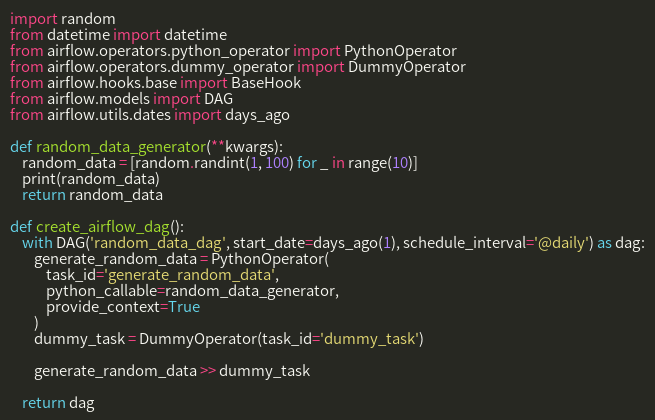 import random
from datetime import datetime
from airflow.operators.python_operator import PythonOperator
from airflow.operators.dummy_operator import DummyOperator
from airflow.hooks.base import BaseHook
from airflow.models import DAG
from airflow.utils.dates import days_ago

def random_data_generator(**kwargs):
    random_data = [random.randint(1, 100) for _ in range(10)]
    print(random_data)
    return random_data

def create_airflow_dag():
    with DAG('random_data_dag', start_date=days_ago(1), schedule_interval='@daily') as dag:
        generate_random_data = PythonOperator(
            task_id='generate_random_data',
            python_callable=random_data_generator,
            provide_context=True
        )
        dummy_task = DummyOperator(task_id='dummy_task')

        generate_random_data >> dummy_task

    return dag